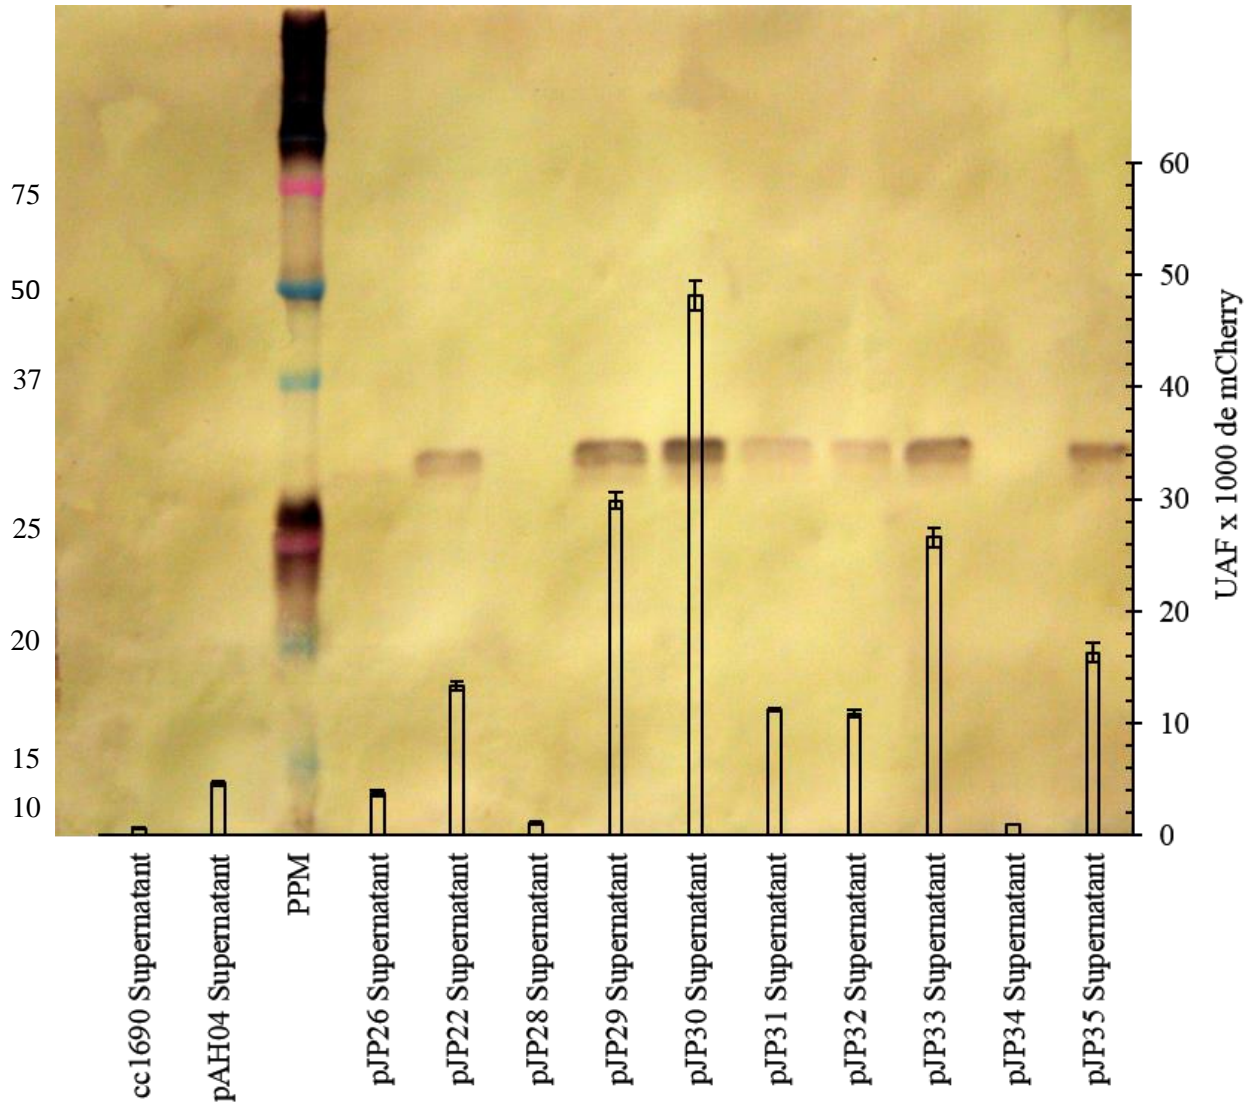 75
50
37
25
20
15
10
60
50
40
30
20
10
0
UAF x 1000 de mCherry
cc1690 Supernatant
pAH04 Supernatant
PPM
pJP26 Supernatant
pJP22 Supernatant
pJP28 Supernatant
pJP29 Supernatant
pJP30 Supernatant
pJP31 Supernatant
pJP32 Supernatant
pJP33 Supernatant
pJP34 Supernatant
pJP35 Supernatant